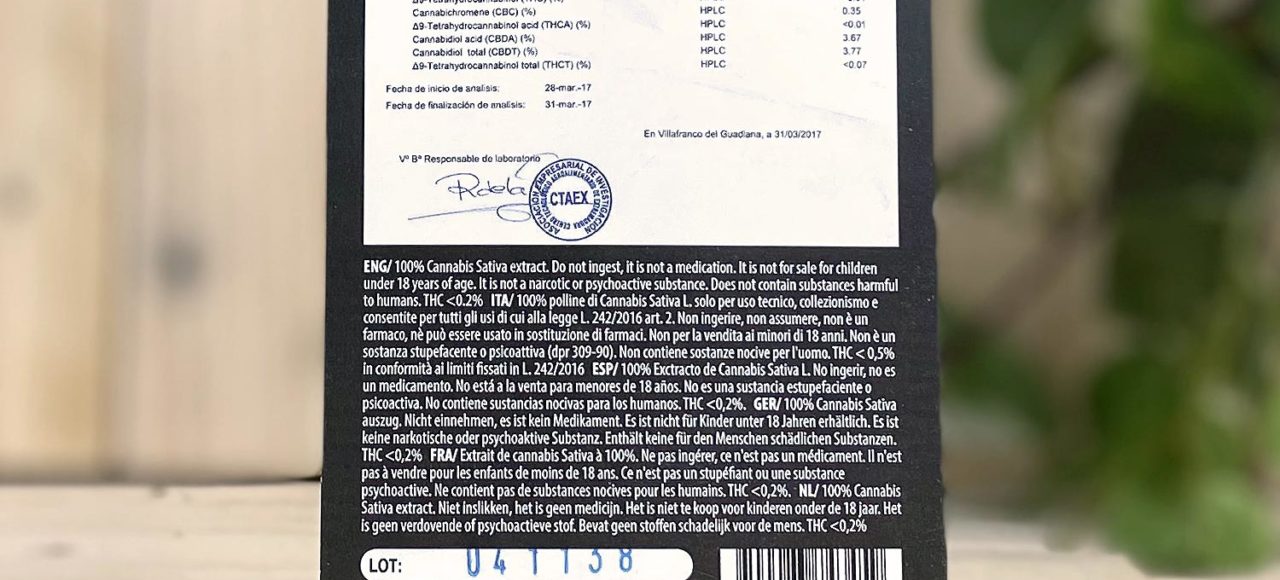 Cannabichromene (CBC) (%) HPLC 0.35
Δ9-Tetrahydrocannabinol acid (THCA) (%) HPLC <0.01
Cannabidiol acid (CBDA) (%) HPLC 3.67
Cannabidiol total (CBDT) (%) HPLC 3.77
Δ9-Tetrahydrocannabinol total (THCT) (%) HPLC <0.07
Fecha de inicio de analisis: 28-mar.-17
Fecha de finalización de analisis: 31-mar.-17
En Villafranco del Guadiana, a 31/03/2017
Vº Bº Responsable de laboratorio
ASOCIACIÓN EMPRESARIAL DE INVESTIGACIÓN
CENTRO TECNOLÓGICO AGROALIMENTARIO DE EXTREMADURA
CTAEX
ENG/ 100% Cannabis Sativa extract. Do not ingest, it is not a medication. It is not for sale for children
under 18 years of age. It is not a narcotic or psychoactive substance. Does not contain substances harmful
to humans. THC <0.2% ITA/ 100% polline di Cannabis Sativa L. solo per uso tecnico, collezionismo e
consentite per tutti gli usi di cui alla legge L. 242/2016 art. 2. Non ingerire, non assumere, non è un
farmaco, nè può essere usato in sostituzione di farmaci. Non per la vendita ai minori di 18 anni. Non è un
sostanza stupefacente o psicoattiva (dpr 309-90). Non contiene sostanze nocive per l'uomo. THC < 0,5%
in conformità ai limiti fissati in L. 242/2016 ESP/ 100% Exctracto de Cannabis Sativa L. No ingerir, no es
un medicamento. No está a la venta para menores de 18 años. No es una sustancia estupefaciente o
psicoactiva. No contiene sustancias nocivas para los humanos. THC <0,2%. GER/ 100% Cannabis Sativa
auszug. Nicht einnehmen, es ist kein Medikament. Es ist nicht für Kinder unter 18 Jahren erhältlich. Es ist
keine narkotische oder psychoaktive Substanz. Enthält keine für den Menschen schädlichen Substanzen.
THC <0,2% FRA/ Extrait de cannabis Sativa à 100%. Ne pas ingérer, ce n'est pas un médicament. Il n'est
pas à vendre pour les enfants de moins de 18 ans. Ce n'est pas un stupéfiant ou une substance
psychoactive. Ne contient pas de substances nocives pour les humains. THC <0,2%. NL/ 100% Cannabis
Sativa extract. Niet inslikken, het is geen medicijn. Het is niet te koop voor kinderen onder de 18 jaar. Het
is geen verdovende of psychoactieve stof. Bevat geen stoffen schadelijk voor de mens. THC <0,2%
LOT: 041138